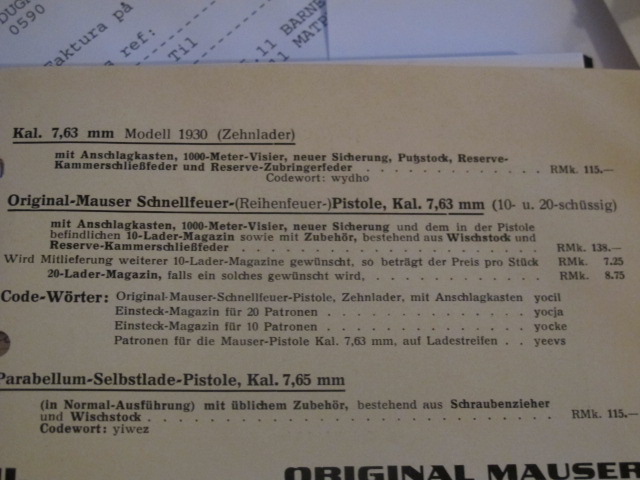 0590
Faktura på
ref:
Til
.11 BARNE
Kal. 7,63 mm Modell 1930 (Zehnlader)
mit Anschlagkasten, 1000-Meter-Visier, neuer Sicherung, Putzstock, Reserve-
Kammerschließfeder und Reserve-Zubringerfeder . . . . . . . . . . . . . RMk. 115.—
Codewort: wydho
Original-Mauser Schnellfeuer-(Reihenfeuer-)Pistole, Kal. 7,63 mm (10- u. 20-schüssig)
mit Anschlagkasten, 1000-Meter-Visier, neuer Sicherung und dem in der Pistole
befindlichen 10-Lader-Magazin sowie mit Zubehör, bestehend aus Wischstock und
Reserve-Kammerschließfeder . . . . . . . . . . . . . . . . . . . . . RMk. 138.—
Wird Mitlieferung weiterer 10-Lader-Magazine gewünscht, so beträgt der Preis pro Stück RMk. 7.25
20-Lader-Magazin, falls ein solches gewünscht wird, . . . . . . . . . . . . RMk. 8.75
Code-Wörter: Original-Mauser-Schnellfeuer-Pistole, Zehnlader, mit Anschlagkasten yocil
Einsteck-Magazin für 20 Patronen . . . . . . . . . . . . . . yocja
Einsteck-Magazin für 10 Patronen . . . . . . . . . . . . . . yocke
Patronen für die Mauser-Pistole Kal. 7,63 mm, auf Ladestreifen . . yeevs
Parabellum-Selbstlade-Pistole, Kal. 7,65 mm
(in Normal-Ausführung) mit üblichem Zubehör, bestehend aus Schraubenzieher
und Wischstock . . . . . . . . . . . . . . . . . . . . . . . . . . RMk. 115.—
Codewort: yiwez
ORIGINAL MAUSER